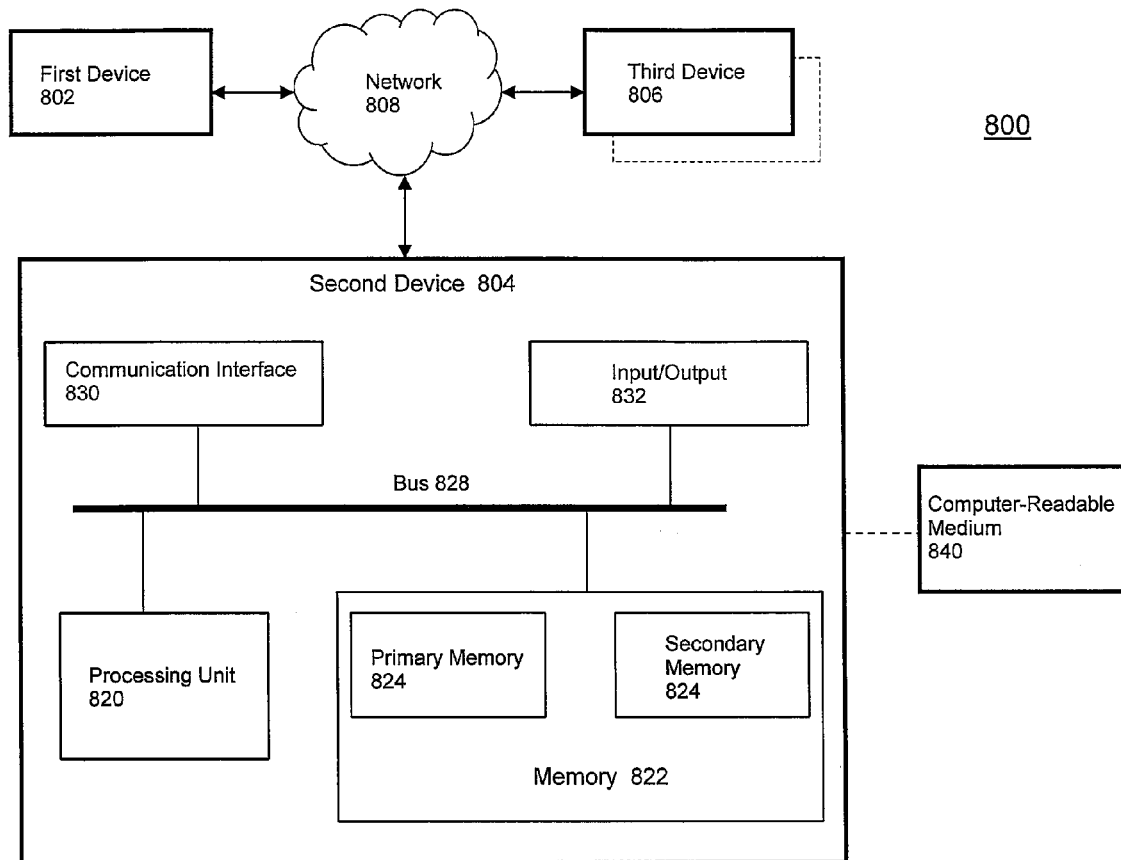 First Device
802
Network
808
Third Device
806
800
Second Device 804
Communication Interface
830
Input/Output
832
Bus 828
Computer-Readable
Medium
840
Processing Unit
820
Primary Memory
824
Secondary
Memory
824
Memory 822